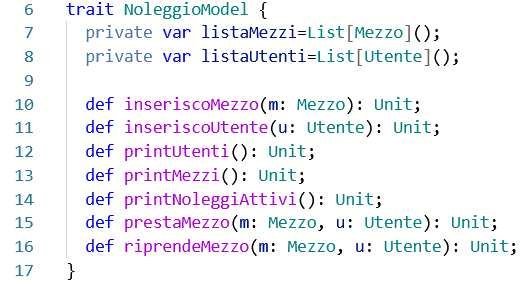 6 trait NoleggioModel {
7 private var listaMezzi=List[Mezzo]();
8 private var listaUtenti=List[Utente]();
9
10 def inseriscoMezzo(m: Mezzo): Unit;
11 def inseriscoUtente(u: Utente): Unit;
12 def printUtenti(): Unit;
13 def printMezzi(): Unit;
14 def printNoleggiAttivi(): Unit;
15 def prestaMezzo(m: Mezzo, u: Utente): Unit;
16 def riprendeMezzo(m: Mezzo, u: Utente): Unit;
17 }